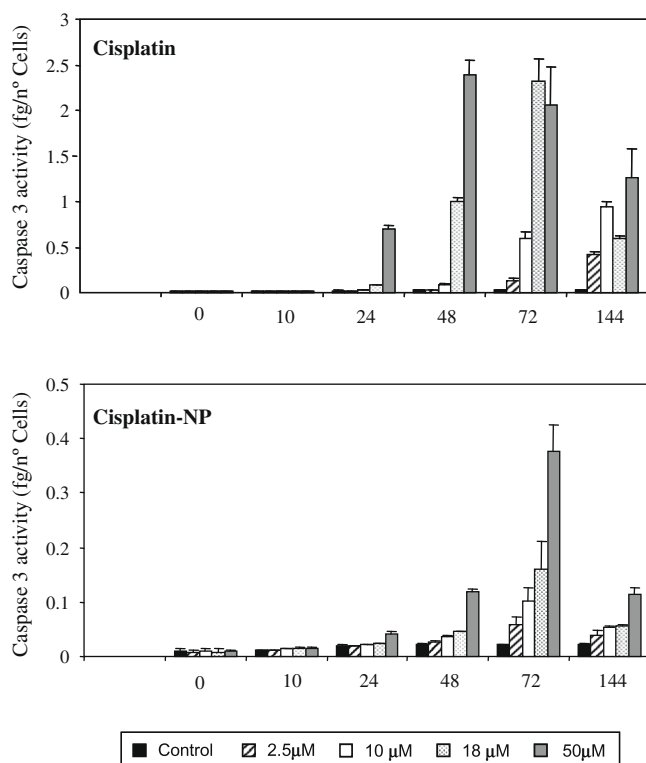 Cisplatin
Caspase 3 activity (fg/nº Cells)
3
2.5
2
1.5
1
0.5
0
0 10 24 48 72 144
Cisplatin-NP
Caspase 3 activity (fg/nº Cells)
0.5
0.4
0.3
0.2
0.1
0
0 10 24 48 72 144
Control 2.5µM 10 µM 18 µM 50µM